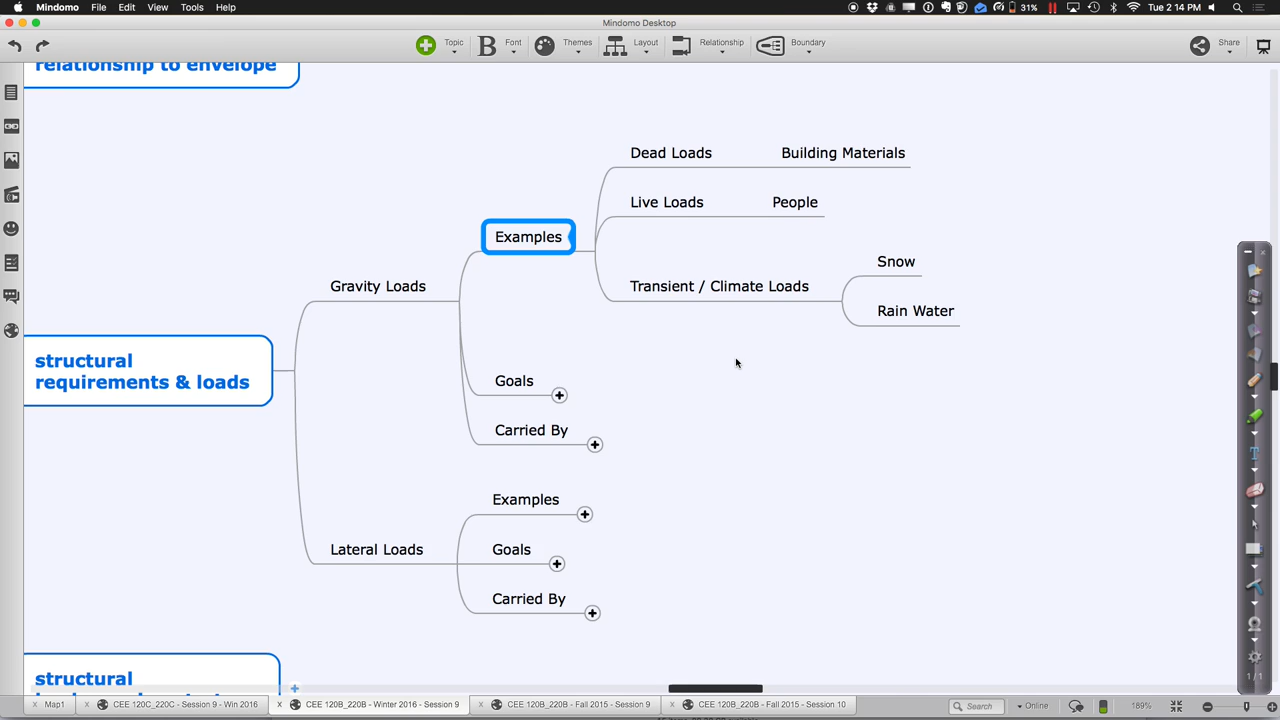 Mindomo File Edit View Tools Help 31% Tue 2:14 PM
Mindomo Desktop
Topic Font Themes Layout Relationship Boundary Share
relationship to envelope
Dead Loads Building Materials
Live Loads People
Examples
Snow
Gravity Loads Transient / Climate Loads
Rain Water
structural
requirements & loads
Goals
Carried By
Examples
Lateral Loads Goals
Carried By
structural
1 / 1
Map1 CEE 120C_220C - Session 9 - Win 2016 CEE 120B_220B - Winter 2016 - Session 9 CEE 120B_220B - Fall 2015 - Session 9 CEE 120B_220B - Fall 2015 - Session 10 Search Online 189%